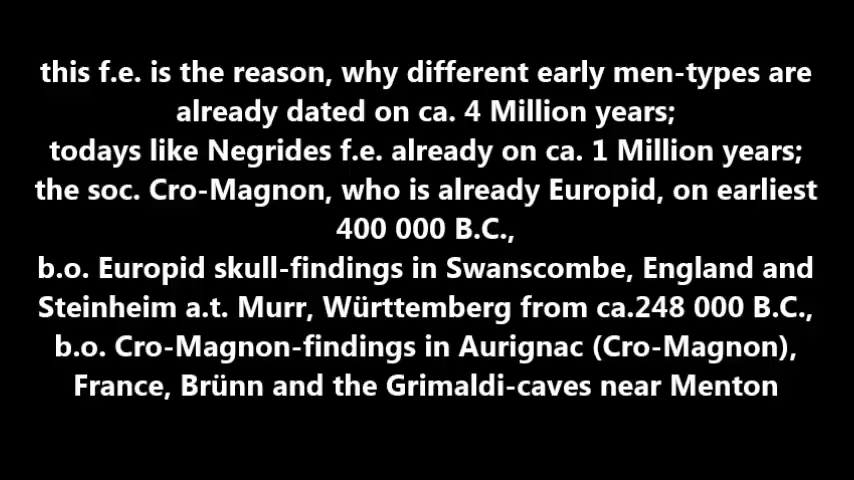 this f.e. is the reason, why different early men-types are
already dated on ca. 4 Million years;
todays like Negrides f.e. already on ca. 1 Million years;
the soc. Cro-Magnon, who is already Europid, on earliest
400 000 B.C.,
b.o. Europid skull-findings in Swanscombe, England and
Steinheim a.t. Murr, Württemberg from ca.248 000 B.C.,
b.o. Cro-Magnon-findings in Aurignac (Cro-Magnon),
France, Brünn and the Grimaldi-caves near Menton